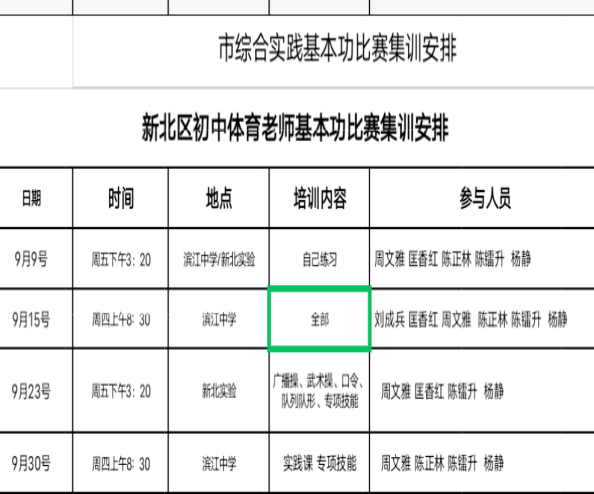 市综合实践基本功比赛集训安排
新北区初中体育老师基本功比赛集训安排
日期 时间 地点 培训内容 参与人员
9月9号 周五下午3：20 滨江中学/新北实验 自己练习 周文雅 匡香红 陈正林 陈镭升 杨静
9月15号 周四上午8：30 滨江中学 全部 刘成兵 匡香红 周文雅 陈正林 陈镭升 杨静
9月23号 周五下午3：20 新北实验 广播操、武术操、口令、
队列队形、专项技能 周文雅 匡香红 陈镭升 杨静
9月30号 周四上午8：30 滨江中学 实践课 专项技能 周文雅 陈正林 陈镭升 杨静